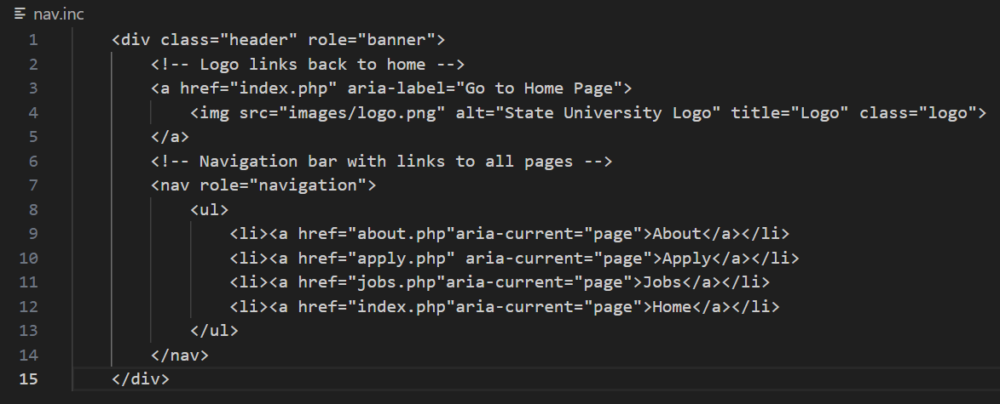 nav.inc
1 <div class="header" role="banner">
2 <!-- Logo links back to home -->
3 <a href="index.php" aria-label="Go to Home Page">
4 <img src="images/logo.png" alt="State University Logo" title="Logo" class="logo">
5 </a>
6 <!-- Navigation bar with links to all pages -->
7 <nav role="navigation">
8 <ul>
9 <li><a href="about.php"aria-current="page">About</a></li>
10 <li><a href="apply.php" aria-current="page">Apply</a></li>
11 <li><a href="jobs.php"aria-current="page">Jobs</a></li>
12 <li><a href="index.php"aria-current="page">Home</a></li>
13 </ul>
14 </nav>
15 </div>